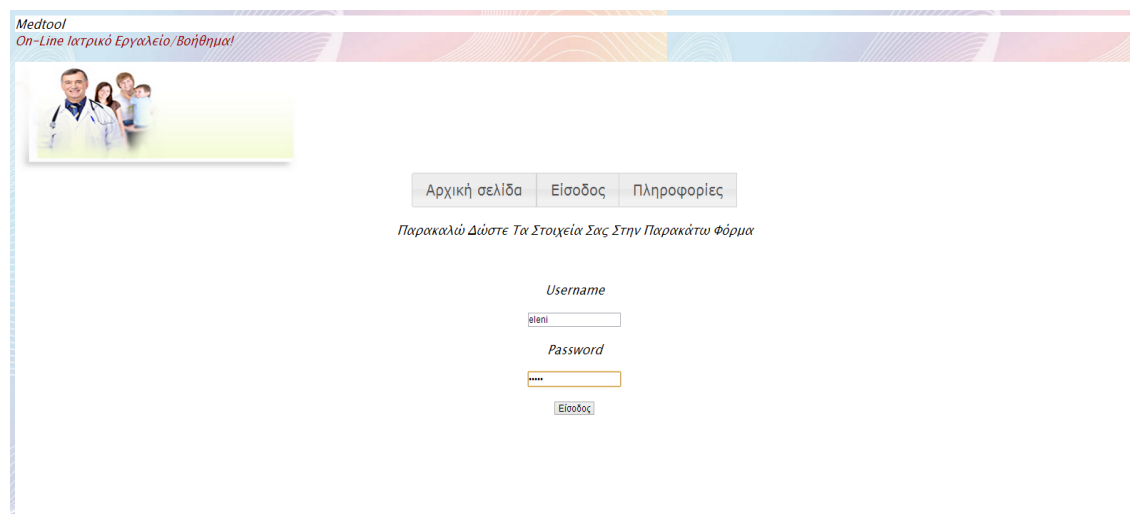 Medtool
On-Line Ιατρικό Εργαλείο/Βοήθημα!
Αρχική σελίδα Είσοδος Πληροφορίες
Παρακαλώ Δώστε Τα Στοιχεία Σας Στην Παρακάτω Φόρμα
Username
eleni
Password
•••••
Είσοδος